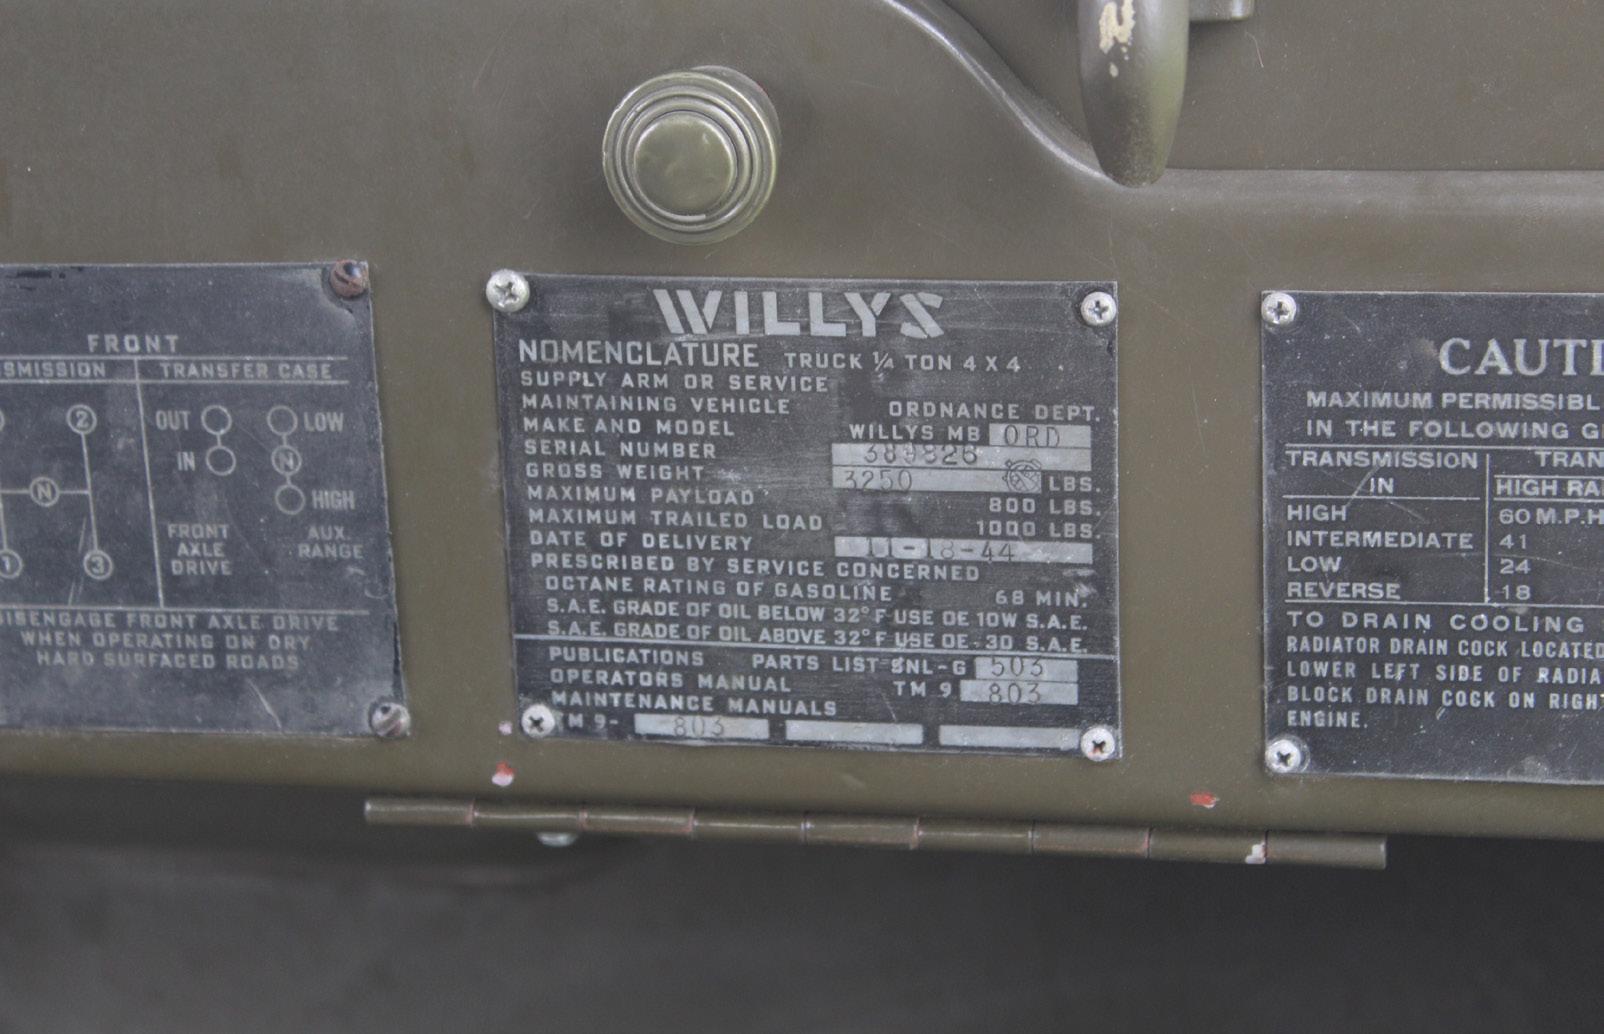 FRONT
SMISSION TRANSFER CASE
2 OUT LOW
IN N
N HIGH
FRONT AUX.
AXLE RANGE
1 3 DRIVE
ISENGAGE FRONT AXLE DRIVE
WHEN OPERATING ON DRY
HARD SURFACED ROADS
WILLYS
NOMENCLATURE TRUCK 1/4 TON 4 X 4
SUPPLY ARM OR SERVICE
MAINTAINING VEHICLE ORDNANCE DEPT.
MAKE AND MODEL WILLYS MB ORD
SERIAL NUMBER
GROSS WEIGHT 3250 LBS.
MAXIMUM PAYLOAD 800 LBS.
MAXIMUM TRAILED LOAD 1000 LBS.
DATE OF DELIVERY 11-18-44
PRESCRIBED BY SERVICE CONCERNED
OCTANE RATING OF GASOLINE 68 MIN.
S.A.E. GRADE OF OIL BELOW 32° F USE OE 10W S.A.E.
S.A.E. GRADE OF OIL ABOVE 32° F USE OE-30 S.A.E.
PUBLICATIONS PARTS LIST-SNL-G 503
OPERATORS MANUAL TM 9 803
MAINTENANCE MANUALS
TM 9- 803
CAUTI
MAXIMUM PERMISSIBL
IN THE FOLLOWING G
TRANSMISSION TRAN
IN HIGH RA
HIGH 60 M.P.H
INTERMEDIATE 41
LOW 24
REVERSE 18
TO DRAIN COOLING
RADIATOR DRAIN COCK LOCATED
LOWER LEFT SIDE OF RADIA
BLOCK DRAIN COCK ON RIGHT
ENGINE.